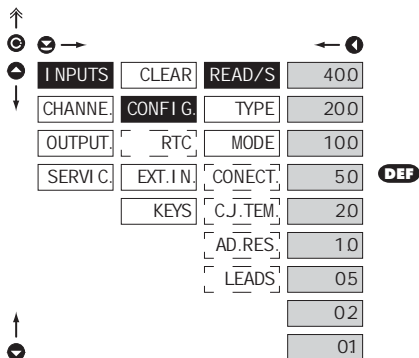 INPUTS CLEAR READ/S 400
CHANNE. CONFIG. TYPE 200
OUTPUT. RTC MODE 100
SERVIC. EXT.IN. CONECT. 50 DEF
KEYS C.J.TEM. 20
AD.RES. 10
LEADS 05
02
01